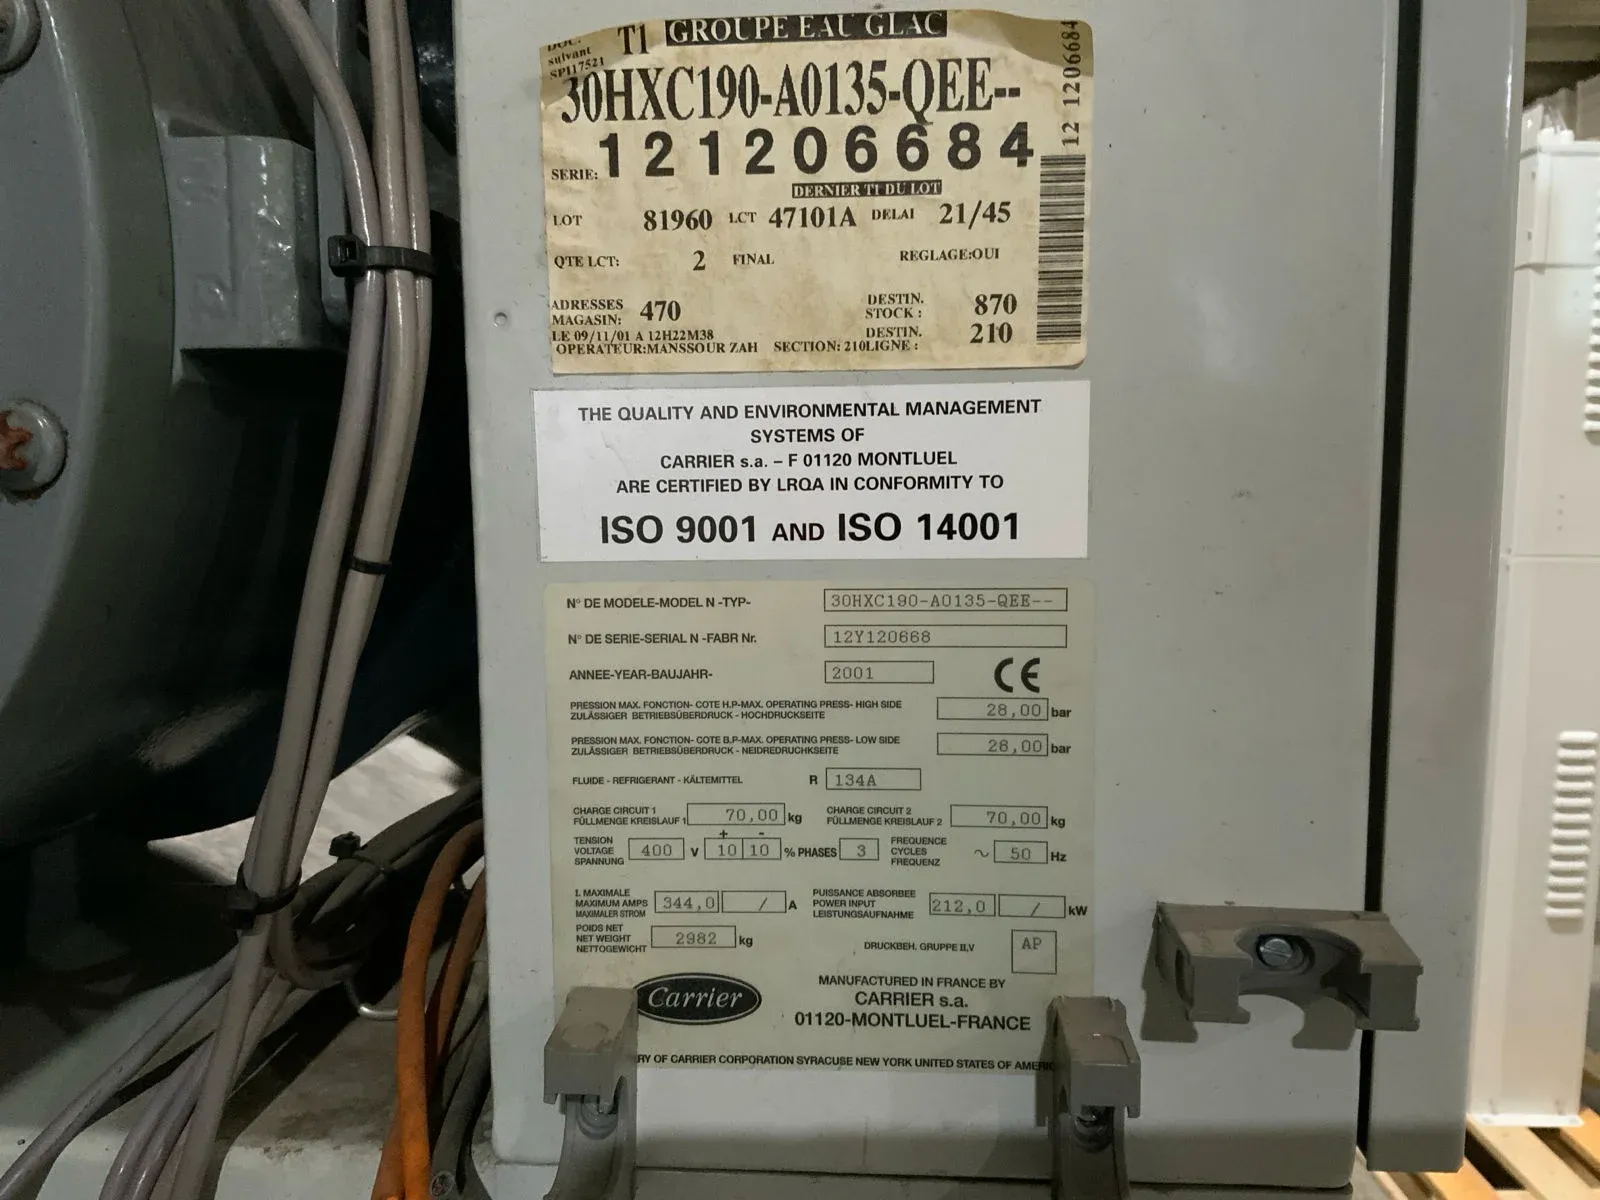 suivant
SP117521
T1 GROUPE EAU GLAC
30HXC190-A0135-QEE--
SERIE: 121206684
12 1206684
DERNIER T1 DU LOT
LOT 81960 LCT 47101A DELAI 21/45
QTE LCT: 2 FINAL REGLAGE:OUI
ADRESSES
MAGASIN: 470
DESTIN.
STOCK : 870
LE 09/11/01 A 12H22M38
DESTIN.
OPERATEUR:MANSSOUR ZAH SECTION: 210LIGNE : 210
THE QUALITY AND ENVIRONMENTAL MANAGEMENT
SYSTEMS OF
CARRIER s.a. – F 01120 MONTLUEL
ARE CERTIFIED BY LRQA IN CONFORMITY TO
ISO 9001 AND ISO 14001
N° DE MODELE-MODEL N -TYP- 30HXC190-A0135-QEE--
N° DE SERIE-SERIAL N -FABR Nr. 12Y120668
ANNEE-YEAR-BAUJAHR- 2001 CE
PRESSION MAX. FONCTION- COTE H.P-MAX. OPERATING PRESS- HIGH SIDE
ZULÄSSIGER BETRIEBSÜBERDRUCK - HOCHDRUCKSEITE 28,00 bar
PRESSION MAX. FONCTION- COTE B.P-MAX. OPERATING PRESS- LOW SIDE
ZULÄSSIGER BETRIEBSÜBERDRUCK - NEIDREDRUCHKSEITE 28,00 bar
FLUIDE - REFRIGERANT - KÄLTEMITTEL R 134A
CHARGE CIRCUIT 1
FÜLLMENGE KREISLAUF 1 70,00 kg
CHARGE CIRCUIT 2
FÜLLMENGE KREISLAUF 2 70,00 kg
TENSION
VOLTAGE
SPANNUNG
400 V + 10 - 10 % PHASES 3
FREQUENCE
CYCLES
FREQUENZ
~ 50 Hz
I. MAXIMALE
MAXIMUM AMPS
MAXIMALER STROM
344,0 / A
PUISSANCE ABSORBEE
POWER INPUT
LEISTUNGSAUFNAHME
212,0 / kW
POIDS NET
NET WEIGHT
NETTOGEWICHT
2982 kg
DRUCKBEH. GRUPPE II,V AP
Carrier
MANUFACTURED IN FRANCE BY
CARRIER s.a.
01120-MONTLUEL-FRANCE
RY OF CARRIER CORPORATION SYRACUSE NEW YORK UNITED STATES OF AMERIC